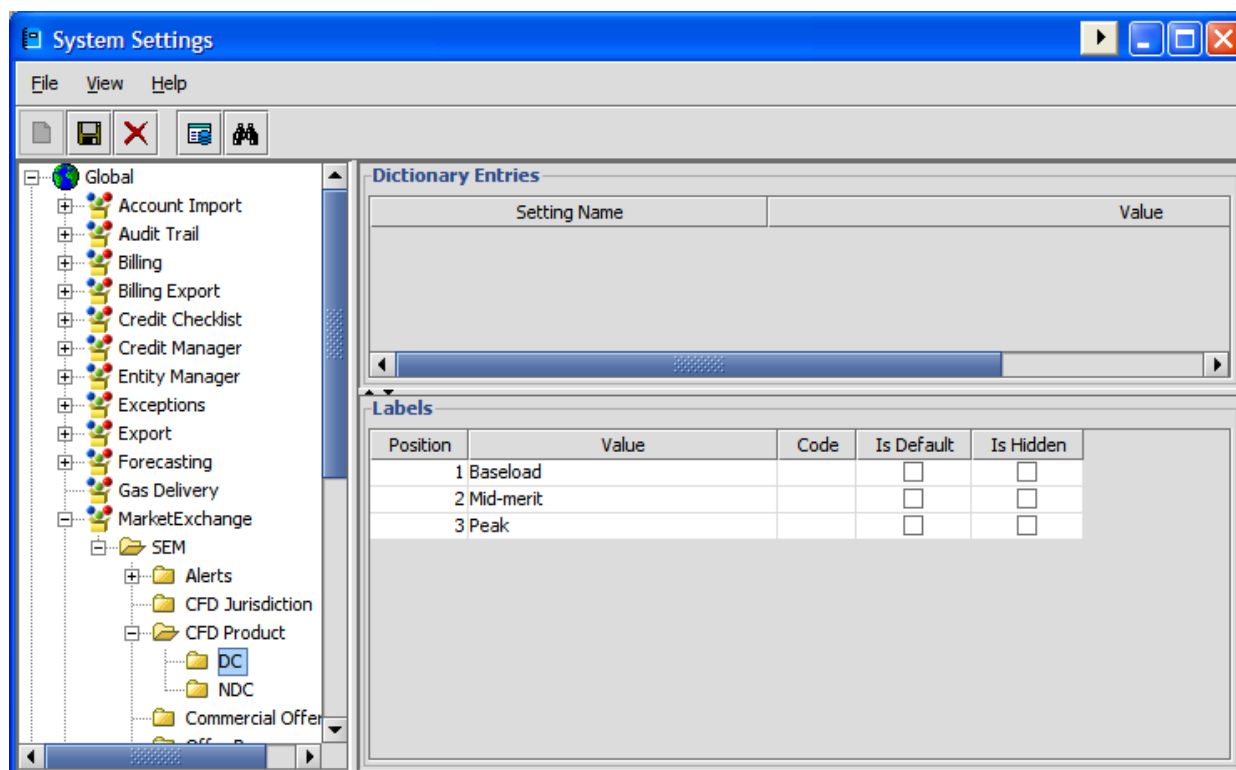 System Settings
File View Help
Global
Account Import
Audit Trail
Billing
Billing Export
Credit Checklist
Credit Manager
Entity Manager
Exceptions
Export
Forecasting
Gas Delivery
MarketExchange
SEM
Alerts
CFD Jurisdiction
CFD Product
DC
NDC
Commercial Offer
Dictionary Entries
Setting Name Value
Labels
Position Value Code Is Default Is Hidden
1 Baseload
2 Mid-merit
3 Peak